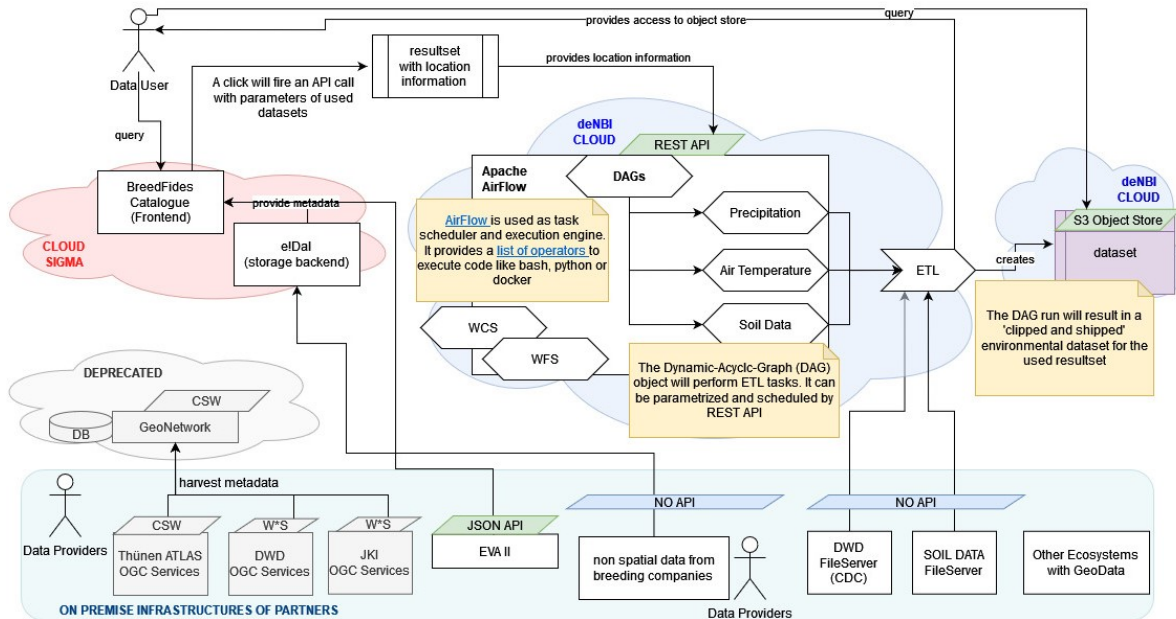 query
provides access to object store
Data User
resultset
with location
information
provides location information
A click will fire an API call
with parameters of used
datasets
query
deNBI
CLOUD
REST API
Apache
AirFlow
DAGs
BreedFides
Catalogue
(Frontend)
provide metadata
e!Dal
(storage backend)
CLOUD
SIGMA
AirFlow is used as task
scheduler and execution engine.
It provides a list of operators to
execute code like bash, python or
docker
Precipitation
Air Temperature
Soil Data
WCS
WFS
The Dynamic-Acyclc-Graph (DAG)
object will perform ETL tasks. It can
be parametrized and scheduled by
REST API
ETL
creates
deNBI
CLOUD
S3 Object Store
dataset
The DAG run will result in a
'clipped and shipped'
environmental dataset for the
used resultset
DEPRECATED
CSW
DB
GeoNetwork
harvest metadata
Data Providers
CSW
Thünen ATLAS
OGC Services
W*S
DWD
OGC Services
W*S
JKI
OGC Services
JSON API
EVA II
NO API
non spatial data from
breeding companies
Data Providers
NO API
DWD
FileServer
(CDC)
SOIL DATA
FileServer
Other Ecosystems
with GeoData
ON PREMISE INFRASTRUCTURES OF PARTNERS